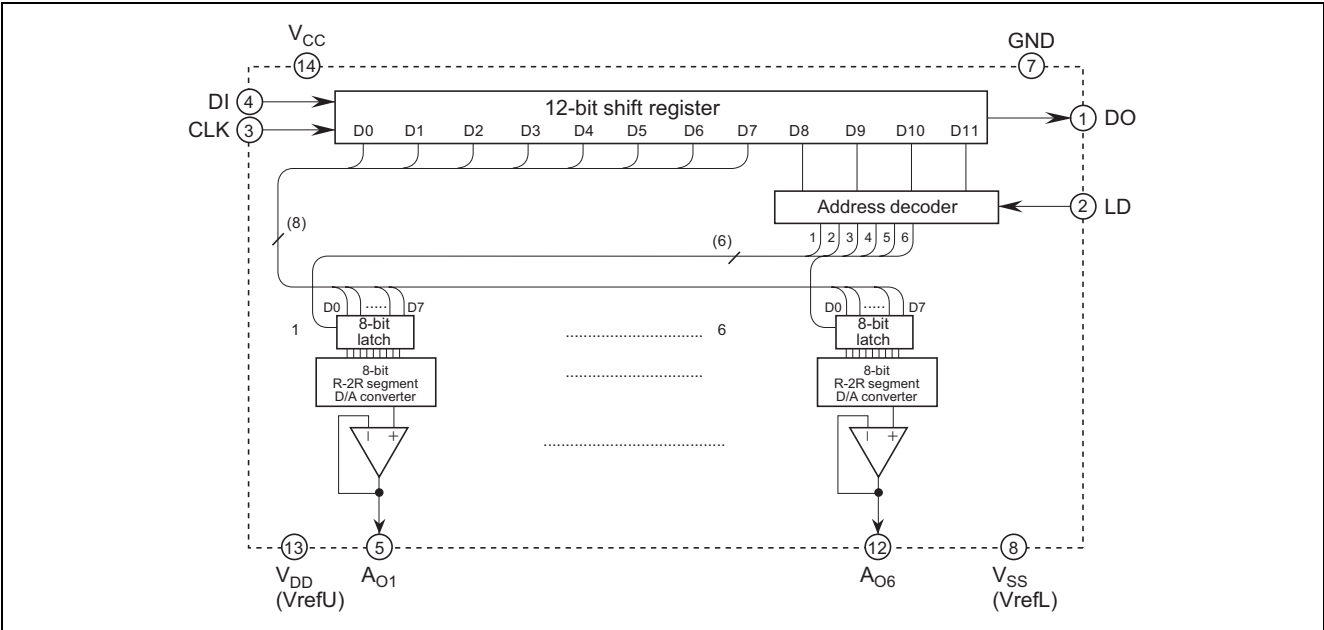 VCC
GND
14
7
DI 4
12-bit shift register
CLK 3
D0 D1 D2 D3 D4 D5 D6 D7 D8 D9 D10 D11
1 DO
Address decoder
2 LD
(8)
(6)
1 2 3 4 5 6
D0 ..... D7
D0 ..... D7
1
8-bit
latch
6
8-bit
latch
8-bit
R-2R segment
D/A converter
8-bit
R-2R segment
D/A converter
– +
– +
13
5
12
8
VDD
(VrefU)
AO1
AO6
VSS
(VrefL)